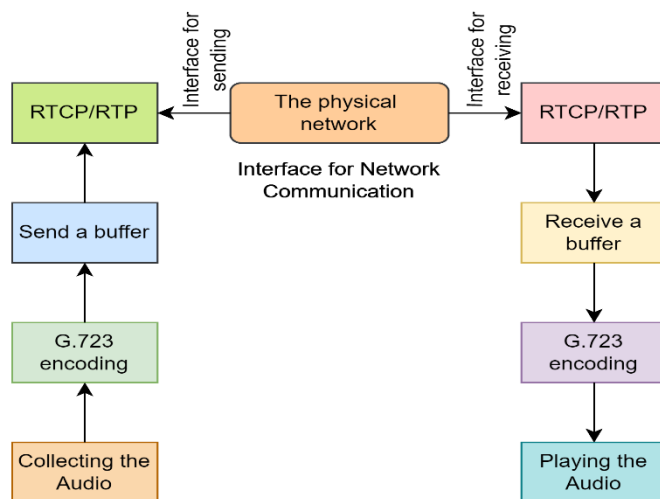 Interface for
sending
Interface for
receiving
RTCP/RTP
The physical
network
RTCP/RTP
Interface for Network
Communication
Send a buffer
Receive a
buffer
G.723
encoding
G.723
encoding
Collecting the
Audio
Playing the
Audio